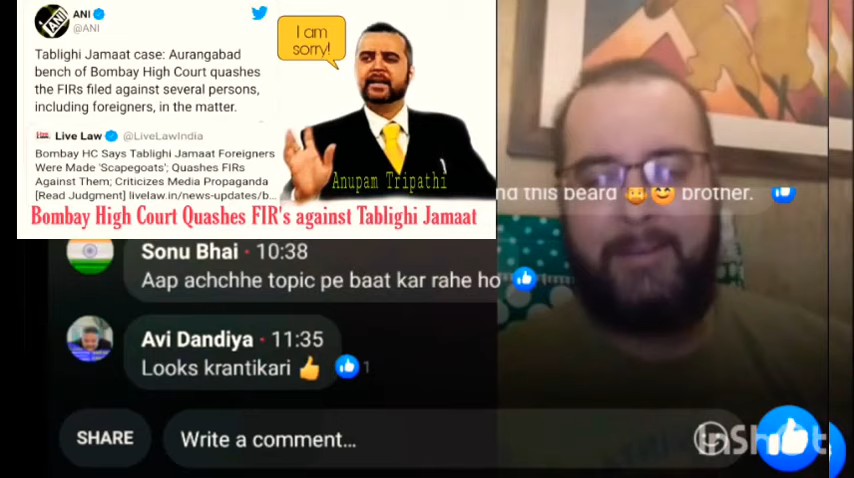 ANI
@ANI
Tablighi Jamaat case: Aurangabad
bench of Bombay High Court quashes
the FIRs filed against several persons,
including foreigners, in the matter.
Live Law @LiveLawIndia
Bombay HC Says Tablighi Jamaat Foreigners
Were Made 'Scapegoats'; Quashes FIRs
Against Them; Criticizes Media Propaganda
[Read Judgment] livelaw.in/news-updates/b...
I am
sorry!
Anupam Tripathi
Bombay High Court Quashes FIR's against Tablighi Jamaat
this beard 😇😍 brother.
Sonu Bhai · 10:38
Aap achchhe topic pe baat kar rahe ho
Avi Dandiya · 11:35
Looks krantikari 👍 1
SHARE
Write a comment...
InShot